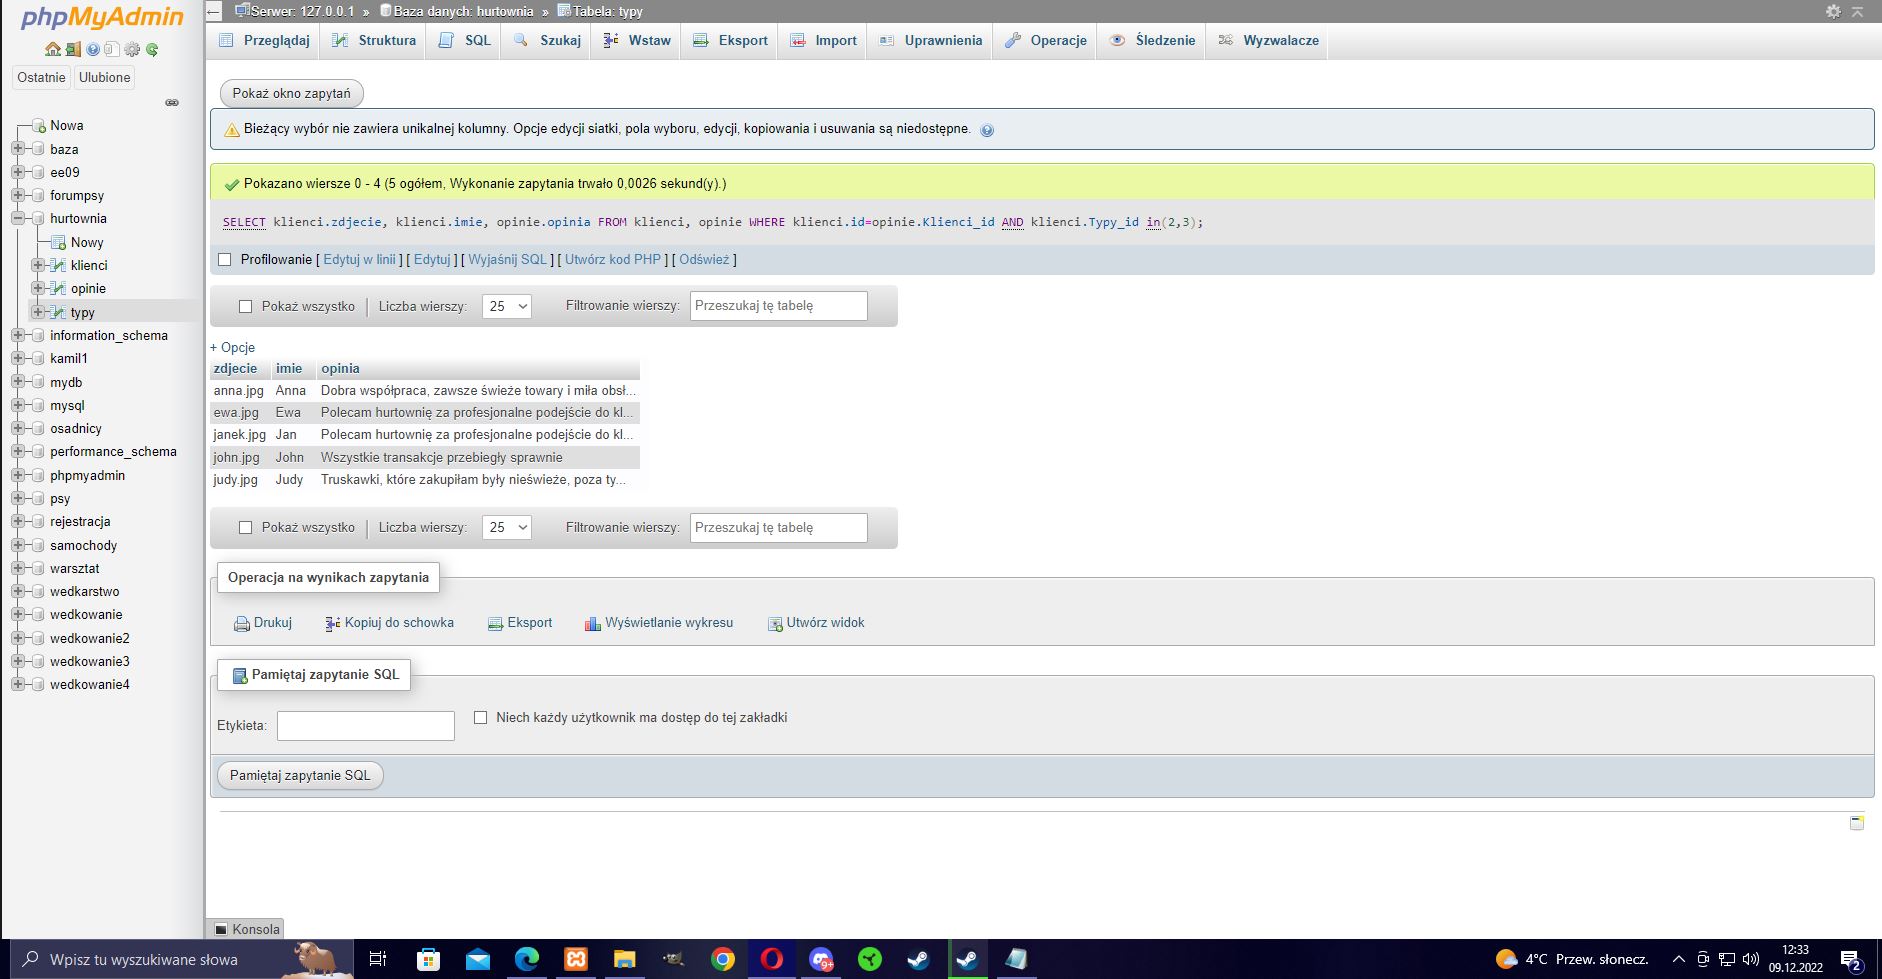 phpMyAdmin
Ostatnie Ulubione
Nowa
baza
ee09
forumpsy
hurtownia
Nowy
klienci
opinie
typy
information_schema
kamil1
mydb
mysql
osadnicy
performance_schema
phpmyadmin
psy
rejestracja
samochody
warsztat
wedkarstwo
wedkowanie
wedkowanie2
wedkowanie3
wedkowanie4
Serwer: 127.0.0.1 » Baza danych: hurtownia » Tabela: typy
Przeglądaj Struktura SQL Szukaj Wstaw Eksport Import Uprawnienia Operacje Śledzenie Wyzwalacze
Pokaż okno zapytań
Bieżący wybór nie zawiera unikalnej kolumny. Opcje edycji siatki, pola wyboru, edycji, kopiowania i usuwania są niedostępne.
Pokazano wiersze 0 - 4 (5 ogółem, Wykonanie zapytania trwało 0,0026 sekund(y).)
SELECT klienci.zdjecie, klienci.imie, opinie.opinia FROM klienci, opinie WHERE klienci.id=opinie.Klienci_id AND klienci.Typy_id in(2,3);
Profilowanie [ Edytuj w linii ] [ Edytuj ] [ Wyjaśnij SQL ] [ Utwórz kod PHP ] [ Odśwież ]
Pokaż wszystko | Liczba wierszy: 25 Filtrowanie wierszy: Przeszukaj tę tabelę
+ Opcje
zdjecie imie opinia
anna.jpg Anna Dobra współpraca, zawsze świeże towary i miła obsł...
ewa.jpg Ewa Polecam hurtownię za profesjonalne podejście do kl...
janek.jpg Jan Polecam hurtownię za profesjonalne podejście do kl...
john.jpg John Wszystkie transakcje przebiegły sprawnie
judy.jpg Judy Truskawki, które zakupiłam były nieświeże, poza ty...
Pokaż wszystko | Liczba wierszy: 25 Filtrowanie wierszy: Przeszukaj tę tabelę
Operacja na wynikach zapytania
Drukuj Kopiuj do schowka Eksport Wyświetlanie wykresu Utwórz widok
Pamiętaj zapytanie SQL
Etykieta: Niech każdy użytkownik ma dostęp do tej zakładki
Pamiętaj zapytanie SQL
Konsola
Wpisz tu wyszukiwane słowa
9+
4°C Przew. słonecz.
12:33
09.12.2022
2